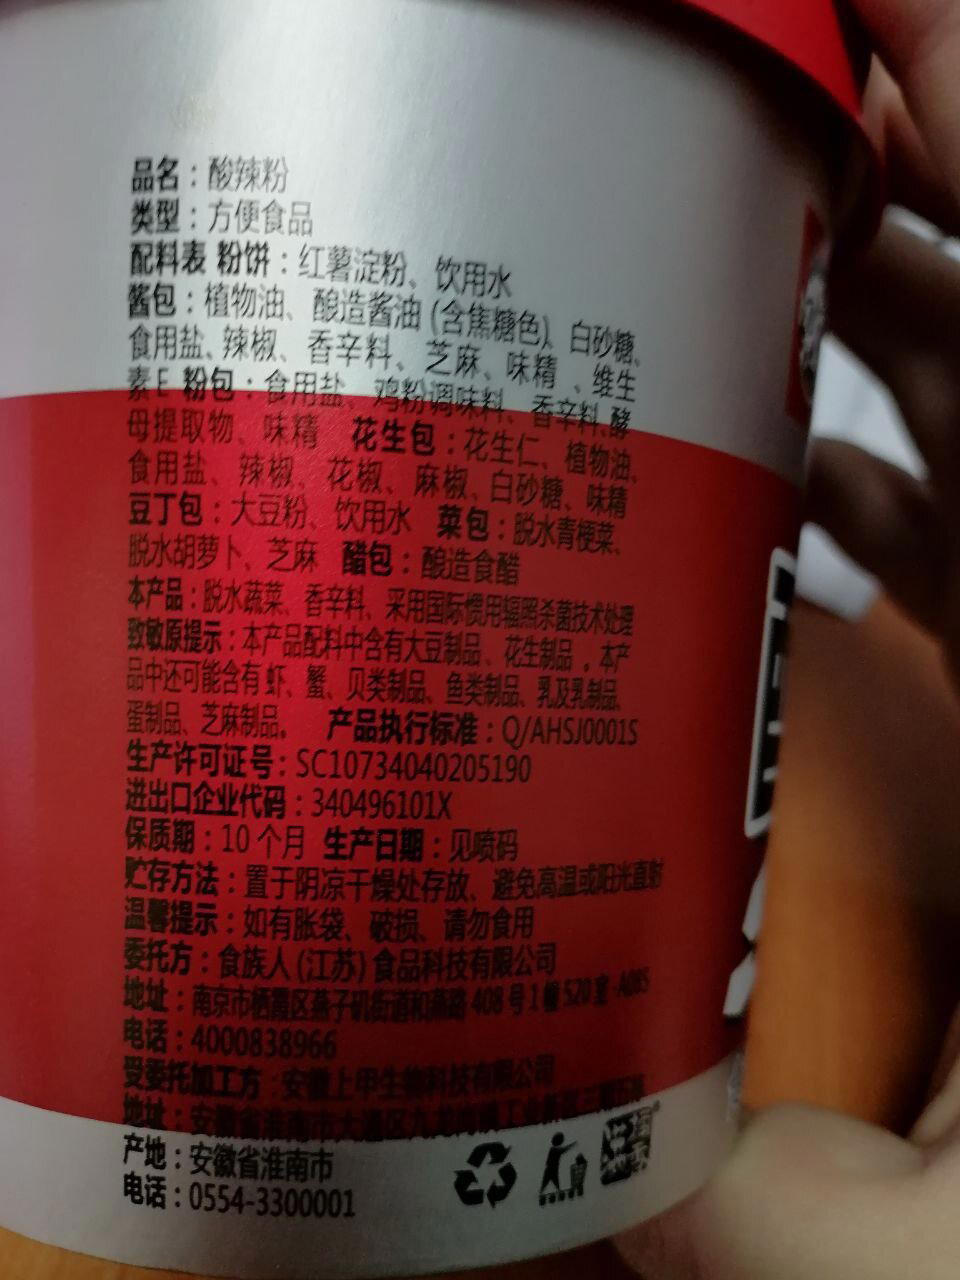 品名：酸辣粉
类型：方便食品
配料表 粉饼：红薯淀粉、饮用水
酱包：植物油、酿造酱油 (含焦糖色)、白砂糖、
食用盐、辣椒、香辛料、芝麻、味精、维生
素E 粉包：食用盐、鸡粉调味料、香辛料、酵
母提取物、味精 花生包：花生仁、植物油、
食用盐、辣椒、花椒、麻椒、白砂糖、味精
豆丁包：大豆粉、饮用水 菜包：脱水青梗菜、
脱水胡萝卜、芝麻 醋包：酿造食醋
本产品：脱水蔬菜、香辛料、采用国际惯用辐照杀菌技术处理
致敏原提示：本产品配料中含有大豆制品、花生制品，本产
品中还可能含有虾、蟹、贝类制品、鱼类制品、乳及乳制品、
蛋制品、芝麻制品。 产品执行标准：Q/AHSJ0001S
生产许可证号：SC10734040205190
进出口企业代码：340496101X
保质期：10个月 生产日期：见喷码
贮存方法：置于阴凉干燥处存放、避免高温或阳光直射
温馨提示：如有胀袋、破损、请勿食用
委托方：食族人(江苏)食品科技有限公司
地址：南京市栖霞区燕子矶街道和燕路408号1幢520室-A085
电话：4000838966
受委托加工方：安徽上甲生物科技有限公司
地址：安徽省淮南市大通区九龙岗镇工业新区
产地：安徽省淮南市
电话：0554-3300001